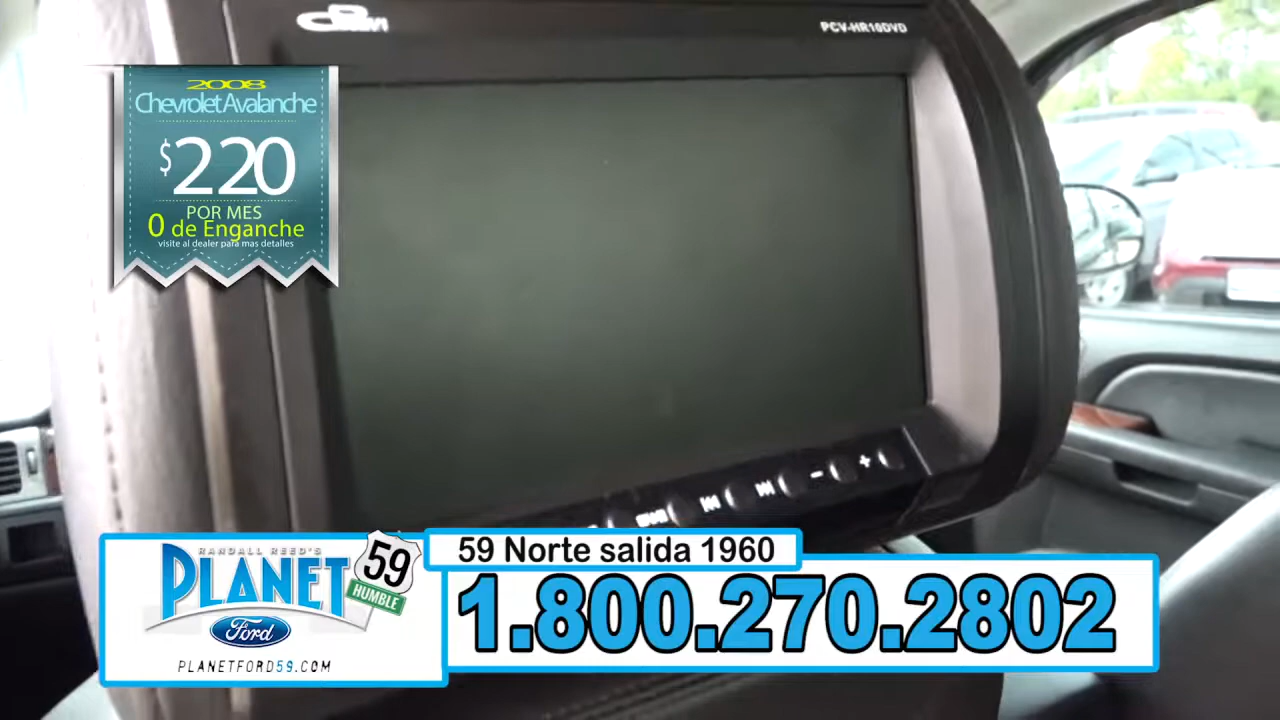 PCV-HR10DVD
2008
Chevrolet Avalanche
$220
POR MES
0 de Enganche
visite al dealer para mas detalles
59 Norte salida 1960
1.800.270.2802
RANDALL REED'S
PLANET
59
HUMBLE
Ford
PLANETFORD59.COM